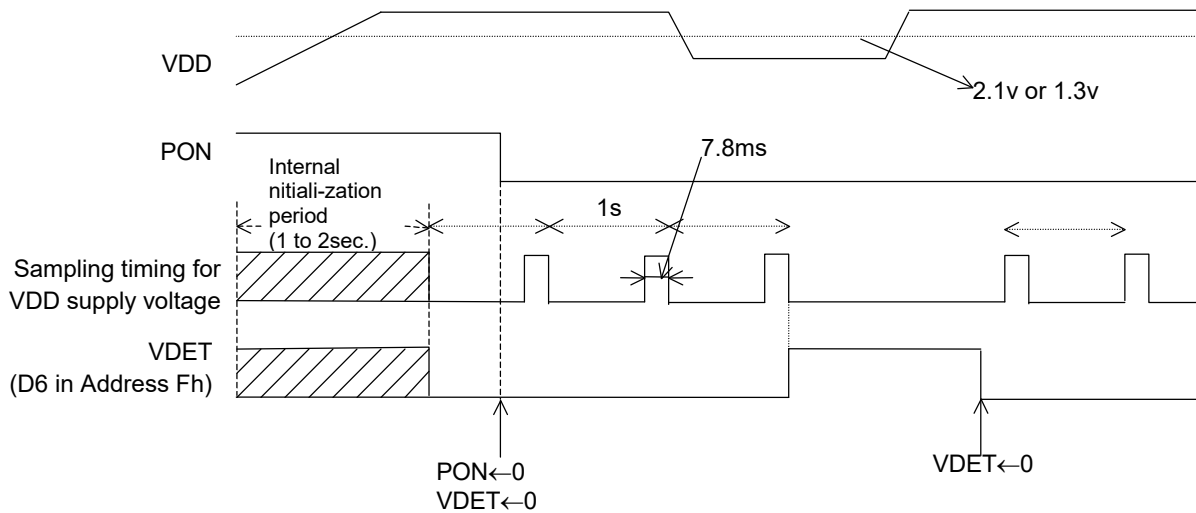 VDD
2.1v or 1.3v
PON
7.8ms
Internal
nitiali-zation
period
(1 to 2sec.)
1s
Sampling timing for
VDD supply voltage
VDET
(D6 in Address Fh)
PON←0
VDET←0
VDET←0